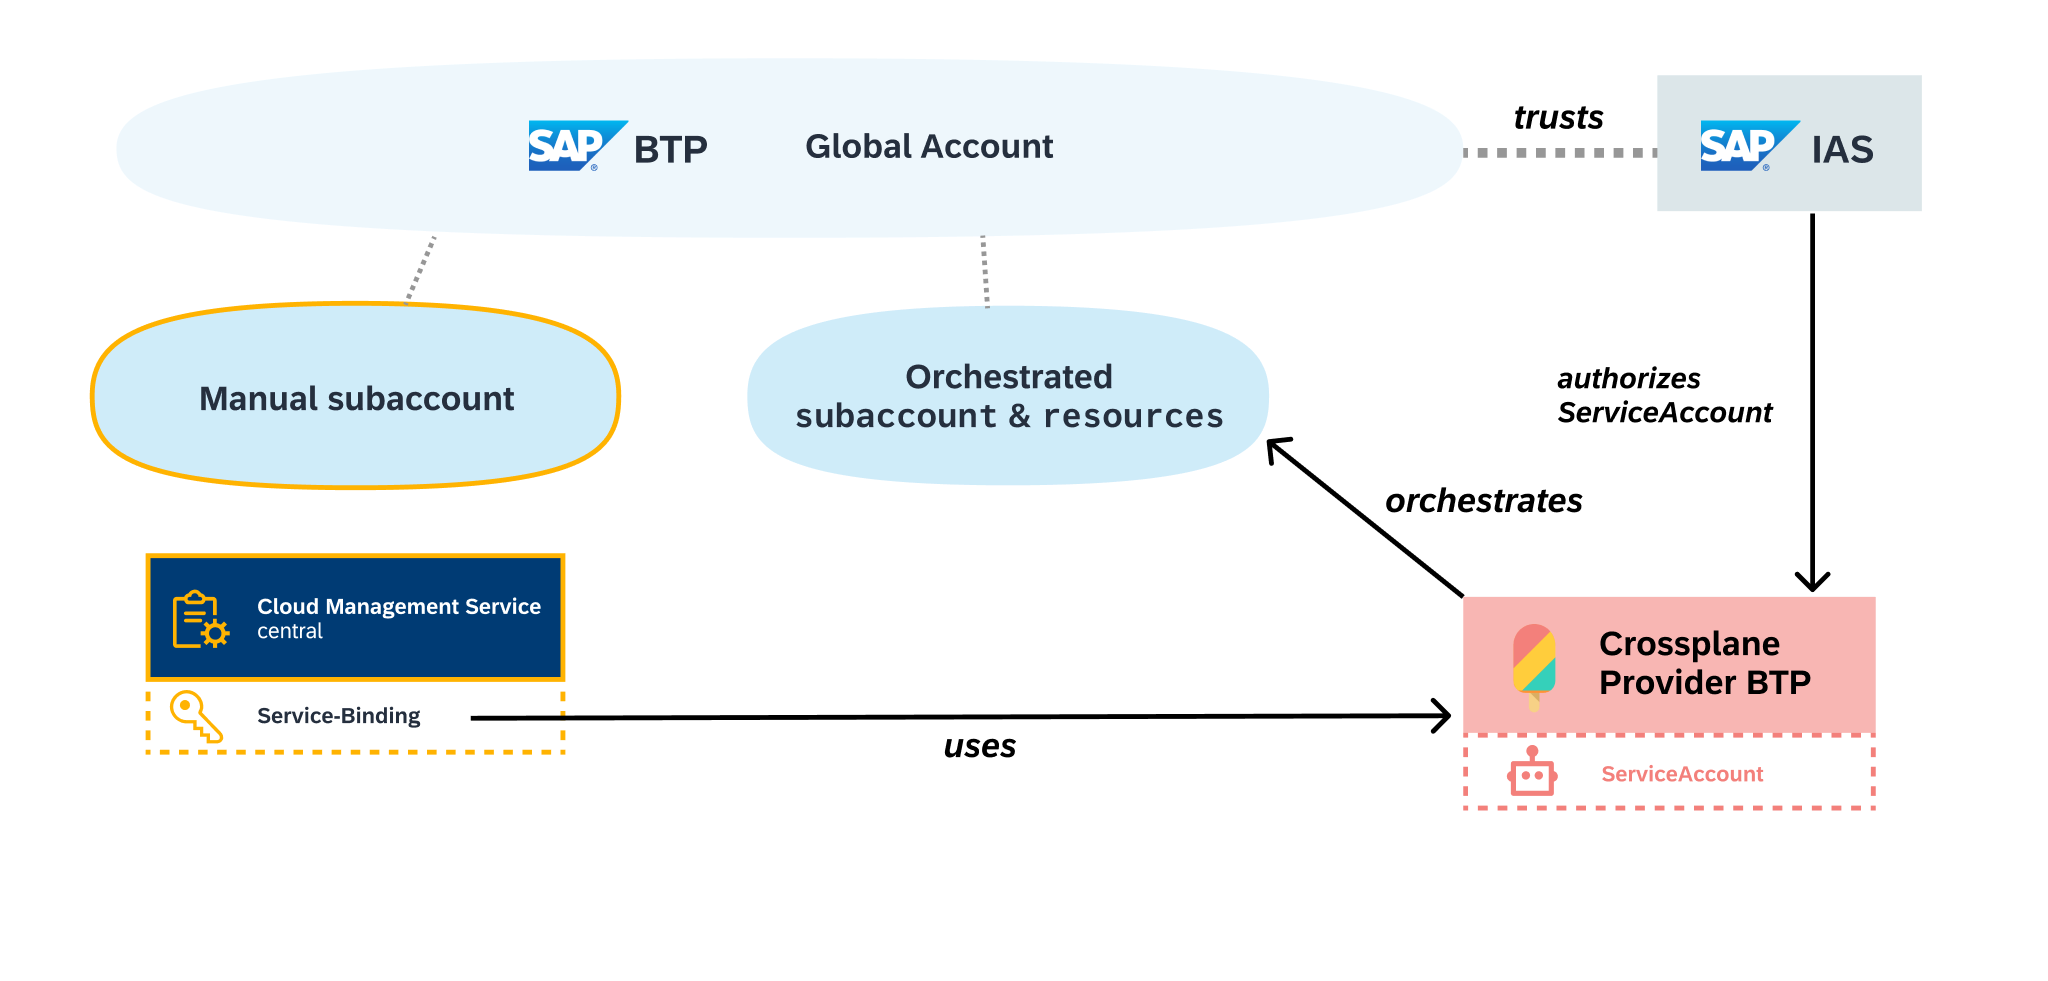 SAP ® BTP
Global Account
trusts
SAP ® IAS
Manual subaccount
Orchestrated
subaccount & resources
authorizes
ServiceAccount
orchestrates
Cloud Management Service
central
Service-Binding
uses
Crossplane
Provider BTP
ServiceAccount